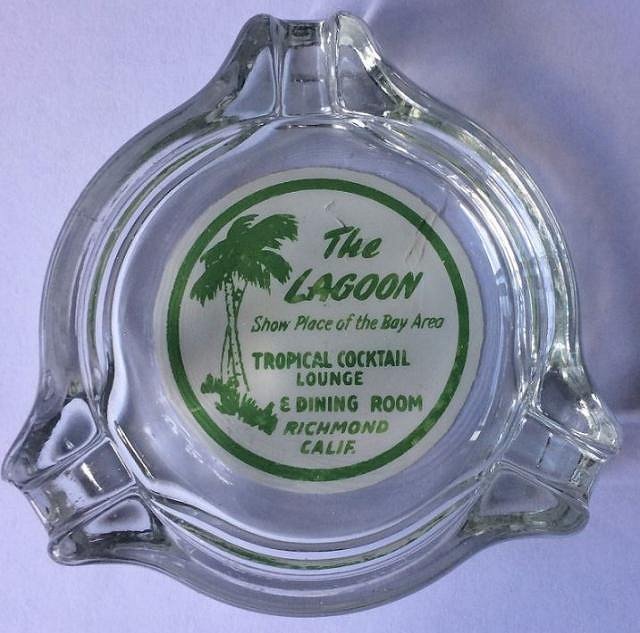 The
LAGOON
Show Place of the Bay Area
TROPICAL COCKTAIL
LOUNGE
& DINING ROOM
RICHMOND
CALIF.